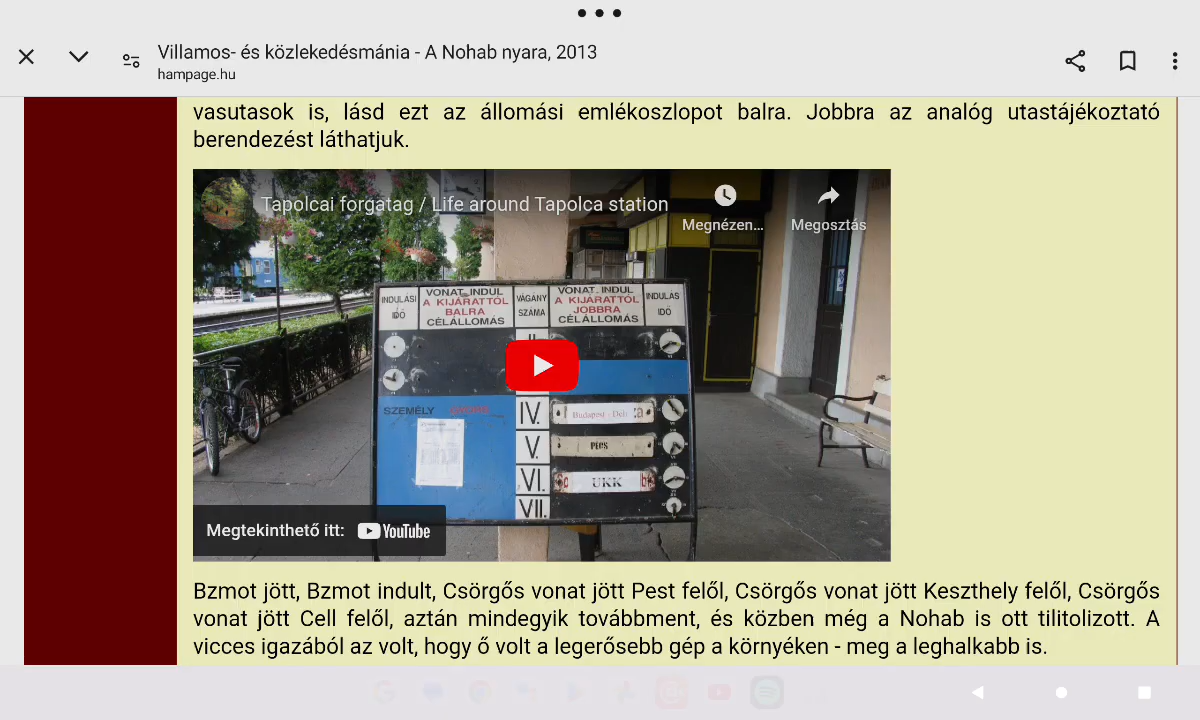 Villamos- és közlekedésmánia - A Nohab nyara, 2013
hampage.hu
vasutasok is, lásd ezt az állomási emlékoszlopot balra. Jobbra az analóg utastájékoztató
berendezést láthatjuk.
Tapolcai forgatag / Life around Tapolca station
Megnézen...
Megosztás
INDULÁSI IDŐ
VONAT INDUL
A KIJÁRATTÓL
BALRA
CÉLÁLLOMÁS
VÁGÁNY
SZÁMA
VONAT INDUL
A KIJÁRATTÓL
JOBBRA
CÉLÁLLOMÁS
INDULÁS
IDŐ
SZEMÉLY
IV.
Budapest - Déli
V.
PÉCS
VI.
UKK
VII.
Megtekinthető itt: YouTube
Bzmot jött, Bzmot indult, Csörgős vonat jött Pest felől, Csörgős vonat jött Keszthely felől, Csörgős
vonat jött Cell felől, aztán mindegyik továbbment, és közben még a Nohab is ott tilitolizott. A
vicces igazából az volt, hogy ő volt a legerősebb gép a környéken - meg a leghalkabb is.